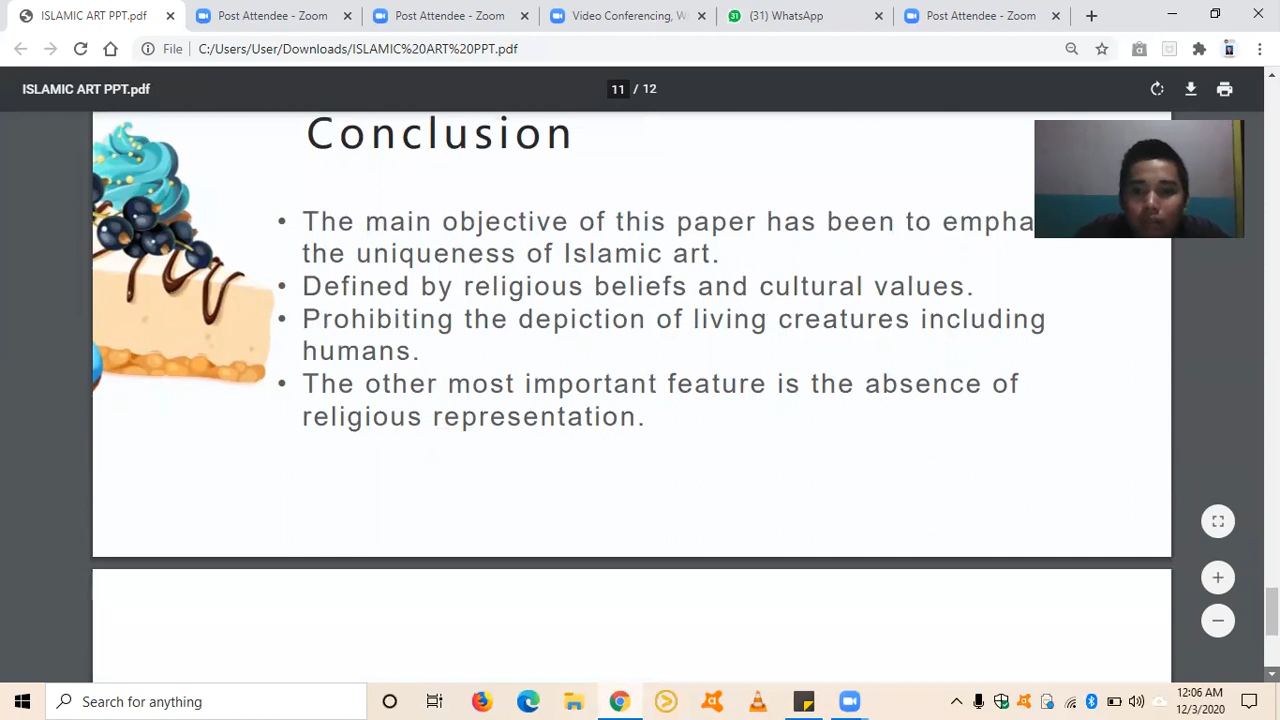 ISLAMIC ART PPT.pdf
Post Attendee - Zoom
Post Attendee - Zoom
Video Conferencing, W
(31) WhatsApp
Post Attendee - Zoom
File
C:/Users/User/Downloads/ISLAMIC%20ART%20PPT.pdf
ISLAMIC ART PPT.pdf
11 / 12
Conclusion
• The main objective of this paper has been to empha
the uniqueness of Islamic art.
• Defined by religious beliefs and cultural values.
• Prohibiting the depiction of living creatures including
humans.
• The other most important feature is the absence of
religious representation.
Search for anything
12:06 AM
12/3/2020